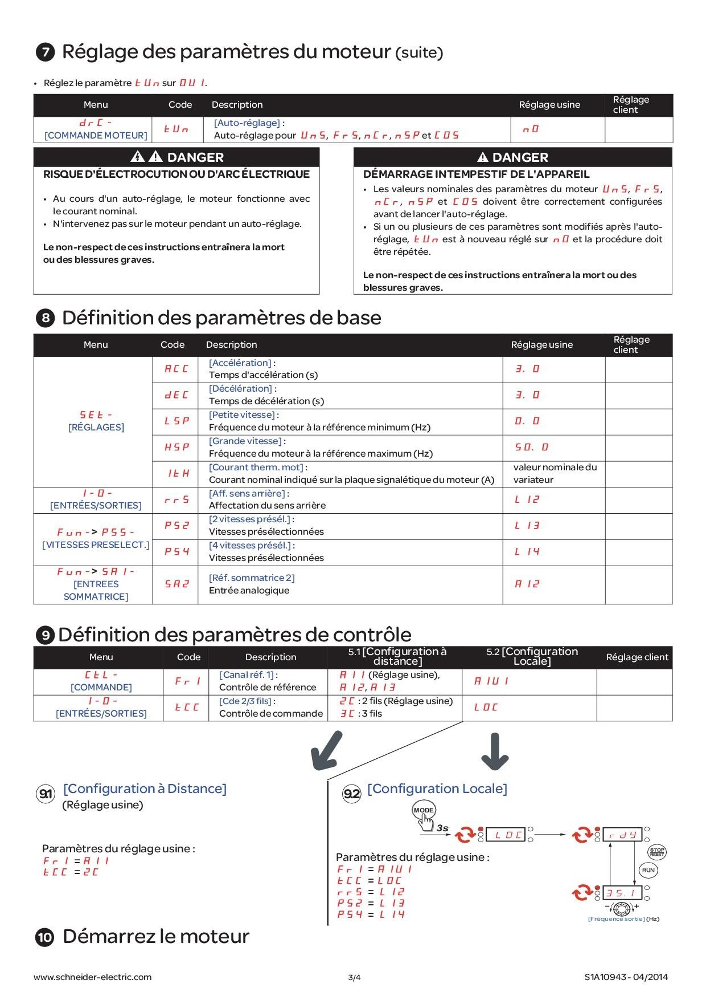 7 Réglage des paramètres du moteur (suite)
• Réglez le paramètre tUn sur OUI.
Menu Code Description Réglage usine Réglage client
drC- [COMMANDE MOTEUR] tUn [Auto-réglage] :
Auto-réglage pour UnS, FrS, nCr, nSP et COS nO
DANGER
RISQUE D'ÉLECTROCUTION OU D'ARC ÉLECTRIQUE
• Au cours d'un auto-réglage, le moteur fonctionne avec
le courant nominal.
• N'intervenez pas sur le moteur pendant un auto-réglage.
Le non-respect de ces instructions entraînera la mort
ou des blessures graves.
DANGER
DÉMARRAGE INTEMPESTIF DE L'APPAREIL
• Les valeurs nominales des paramètres du moteur UnS, FrS,
nCr, nSP et COS doivent être correctement configurées
avant de lancer l'auto-réglage.
• Si un ou plusieurs de ces paramètres sont modifiés après l'auto-
réglage, tUn est à nouveau réglé sur nO et la procédure doit
être répétée.
Le non-respect de ces instructions entraînera la mort ou des
blessures graves.
8 Définition des paramètres de base
Menu Code Description Réglage usine Réglage client
SEt-
[RÉGLAGES]
ACC [Accélération] :
Temps d'accélération (s) 3.0
dEC [Décélération] :
Temps de décélération (s) 3.0
LSP [Petite vitesse] :
Fréquence du moteur à la référence minimum (Hz) 0.0
HSP [Grande vitesse] :
Fréquence du moteur à la référence maximum (Hz) 50.0
ItH [Courant therm. mot] :
Courant nominal indiqué sur la plaque signalétique du moteur (A) valeur nominale du variateur
I-O-
[ENTRÉES/SORTIES] rrS [Aff. sens arrière] :
Affectation du sens arrière LI2
Fun-> PSS-
[VITESSES PRESELECT.]
PS2 [2 vitesses présél.] :
Vitesses présélectionnées LI3
PS4 [4 vitesses présél.] :
Vitesses présélectionnées LI4
Fun-> SAI-
[ENTREES
SOMMATRICE] SA2 [Réf. sommatrice 2]
Entrée analogique AI2
9 Définition des paramètres de contrôle
Menu Code Description 5.1 [Configuration à distance] 5.2 [Configuration Locale] Réglage client
CtL-
[COMMANDE] Fr1 [Canal réf. 1] :
Contrôle de référence AI1 (Réglage usine),
AI2, AI3 AIU1
I-O-
[ENTRÉES/SORTIES] tCC [Cde 2/3 fils] :
Contrôle de commande 2C : 2 fils (Réglage usine)
3C : 3 fils LOC
9.1 [Configuration à Distance]
(Réglage usine)
Paramètres du réglage usine :
Fr1 = AI1
tCC = 2C
9.2 [Configuration Locale]
MODE
3s
LOC
rdY
STOP
RESET
RUN
35.1
− +
[Fréquence sortie] (Hz)
Paramètres du réglage usine :
Fr1 = AIU1
tCC = LOC
rrS = LI2
PS2 = LI3
PS4 = LI4
10 Démarrez le moteur
www.schneider-electric.com 3/4 S1A10943 - 04/2014